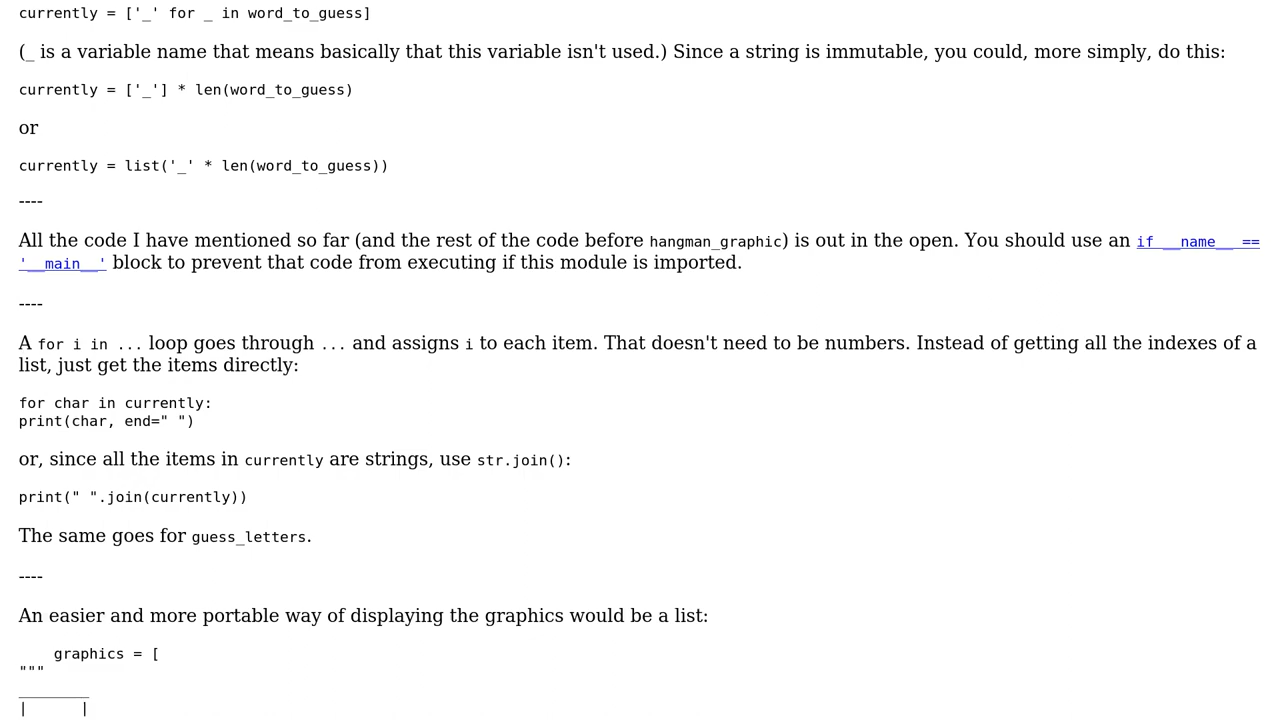 currently = ['_' for _ in word_to_guess]
(_ is a variable name that means basically that this variable isn't used.) Since a string is immutable, you could, more simply, do this:
currently = ['_'] * len(word_to_guess)
or
currently = list('_' * len(word_to_guess))
----
All the code I have mentioned so far (and the rest of the code before hangman_graphic) is out in the open. You should use an if __name__ ==
'__main__' block to prevent that code from executing if this module is imported.
----
A for i in ... loop goes through ... and assigns i to each item. That doesn't need to be numbers. Instead of getting all the indexes of a
list, just get the items directly:
for char in currently:
print(char, end=" ")
or, since all the items in currently are strings, use str.join():
print(" ".join(currently))
The same goes for guess_letters.
----
An easier and more portable way of displaying the graphics would be a list:
    graphics = [
"""
________
|      |